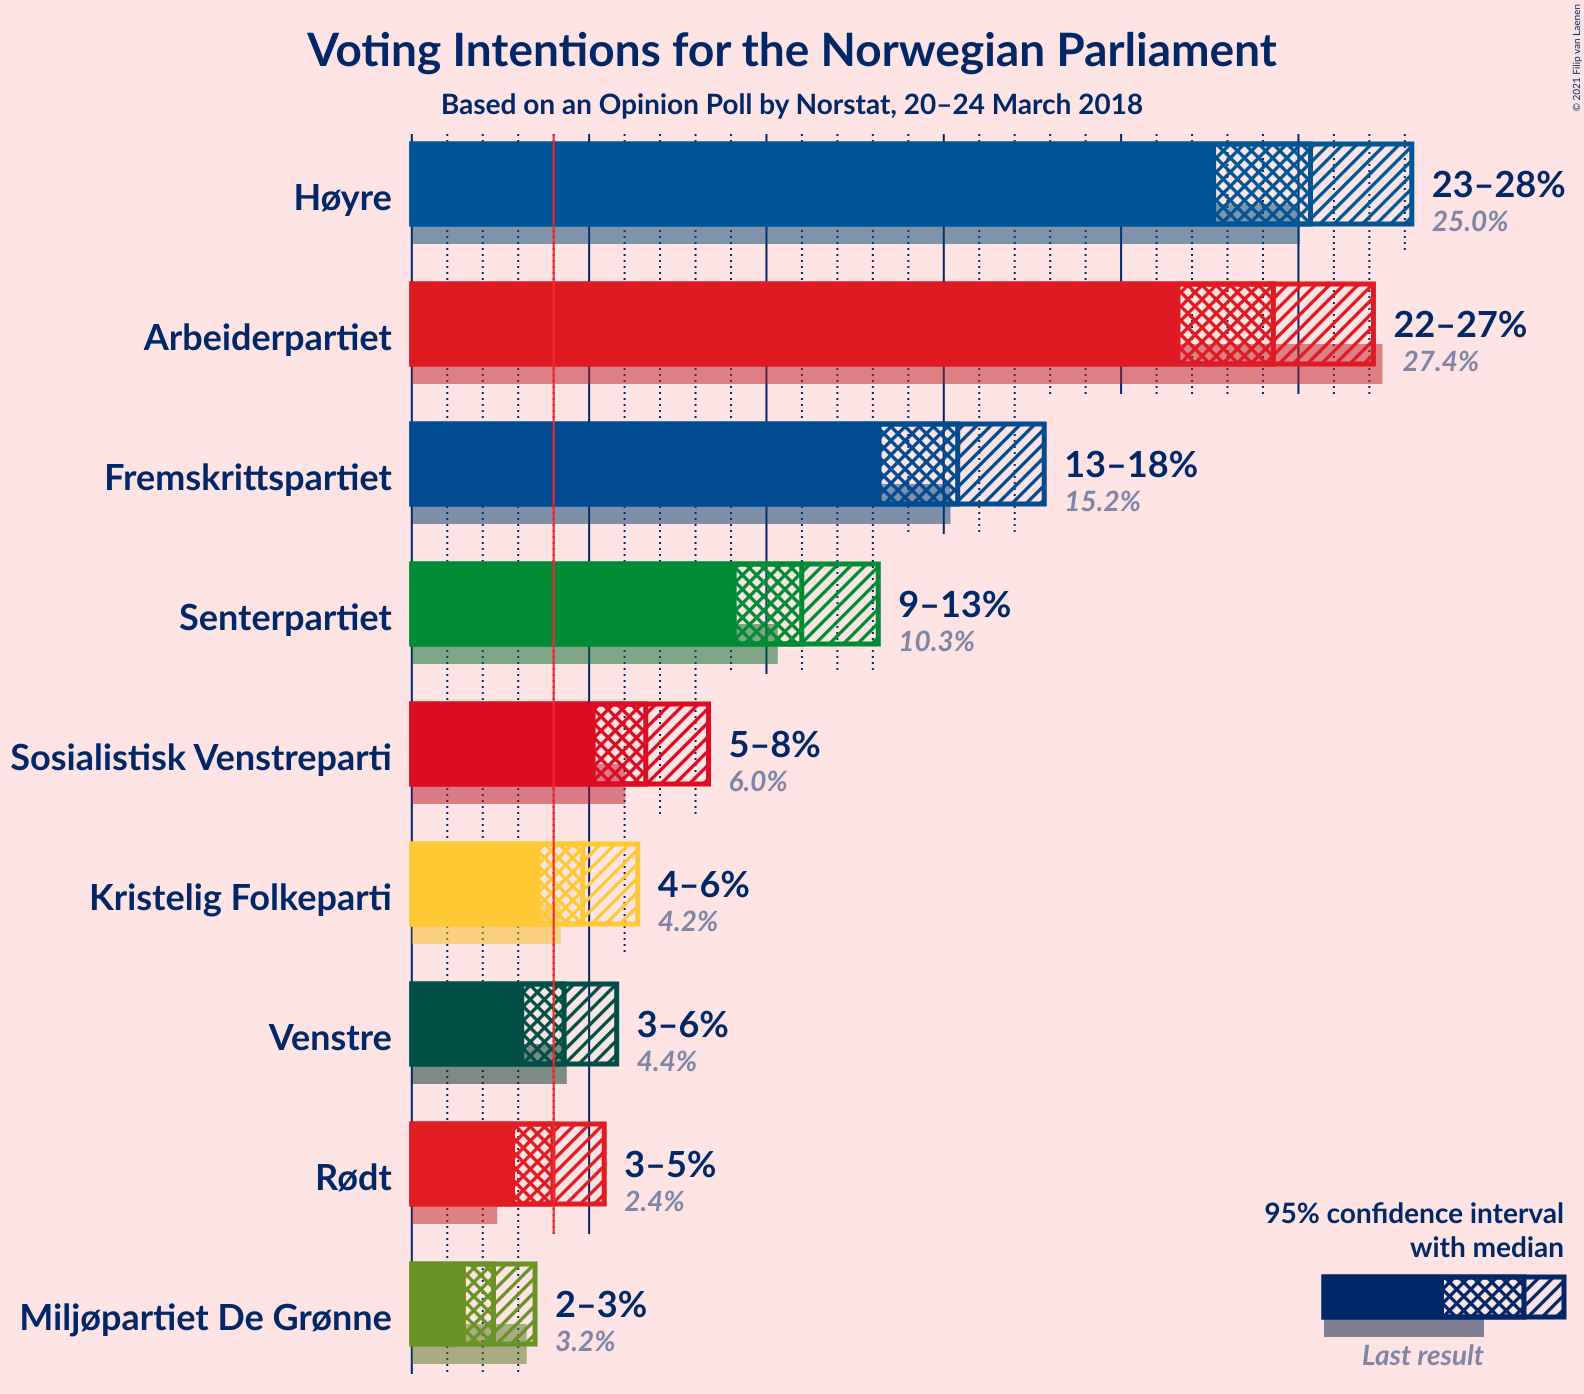 Voting Intentions for the Norwegian Parliament
Based on an Opinion Poll by Norstat, 20–24 March 2018
© 2021 Filip van Laenen
Høyre
23–28%
25.0%
Arbeiderpartiet
22–27%
27.4%
Fremskrittspartiet
13–18%
15.2%
Senterpartiet
9–13%
10.3%
Sosialistisk Venstreparti
5–8%
6.0%
Kristelig Folkeparti
4–6%
4.2%
Venstre
3–6%
4.4%
Rødt
3–5%
2.4%
Miljøpartiet De Grønne
2–3%
3.2%
95% confidence interval
with median
Last result